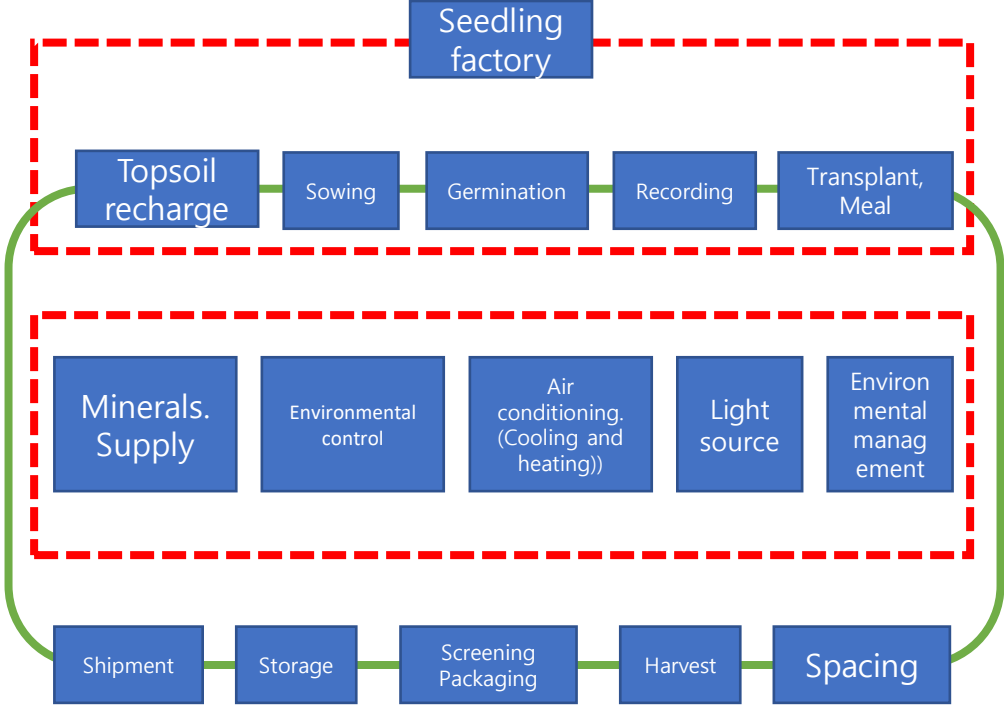 Seedling
factory
Topsoil
recharge
Sowing
Germination
Recording
Transplant,
Meal
Minerals.
Supply
Environmental
control
Air
conditioning.
(Cooling and
heating))
Light
source
Environ
mental
manag
ement
Shipment
Storage
Screening
Packaging
Harvest
Spacing